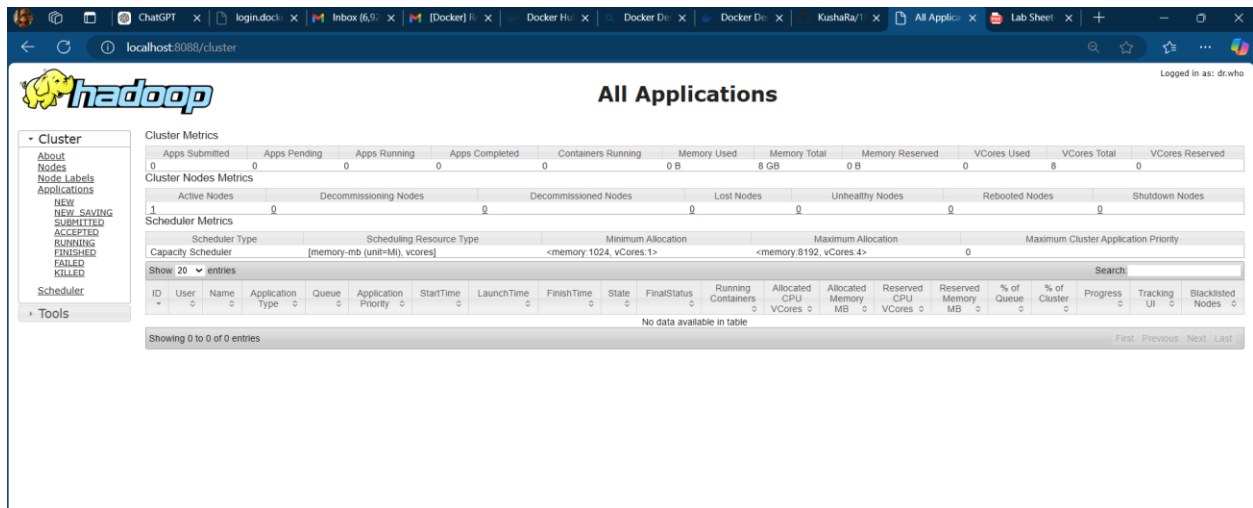 ChatGPT
login.dock
Inbox (6,92
[Docker] R
Docker Hu
Docker De
Docker De
KushaRa/1
All Applica
Lab Sheet-
localhost:8088/cluster
Logged in as: dr.who
hadoop
All Applications
Cluster
About
Nodes
Node Labels
Applications
NEW
NEW_SAVING
SUBMITTED
ACCEPTED
RUNNING
FINISHED
FAILED
KILLED
Scheduler
Tools
Cluster Metrics
Apps Submitted Apps Pending Apps Running Apps Completed Containers Running Memory Used Memory Total Memory Reserved VCores Used VCores Total VCores Reserved
0 0 0 0 0 0 B 8 GB 0 B 0 8 0
Cluster Nodes Metrics
Active Nodes Decommissioning Nodes Decommissioned Nodes Lost Nodes Unhealthy Nodes Rebooted Nodes Shutdown Nodes
1 0 0 0 0 0 0
Scheduler Metrics
Scheduler Type Scheduling Resource Type Minimum Allocation Maximum Allocation Maximum Cluster Application Priority
Capacity Scheduler [memory-mb (unit=Mi), vcores] <memory:1024, vCores:1> <memory:8192, vCores:4> 0
Show 20 entries Search:
ID User Name Application Type Queue Application Priority StartTime LaunchTime FinishTime State FinalStatus Running Containers Allocated CPU VCores Allocated Memory MB Reserved CPU VCores Reserved Memory MB % of Queue % of Cluster Progress Tracking UI Blacklisted Nodes
No data available in table
Showing 0 to 0 of 0 entries First Previous Next Last